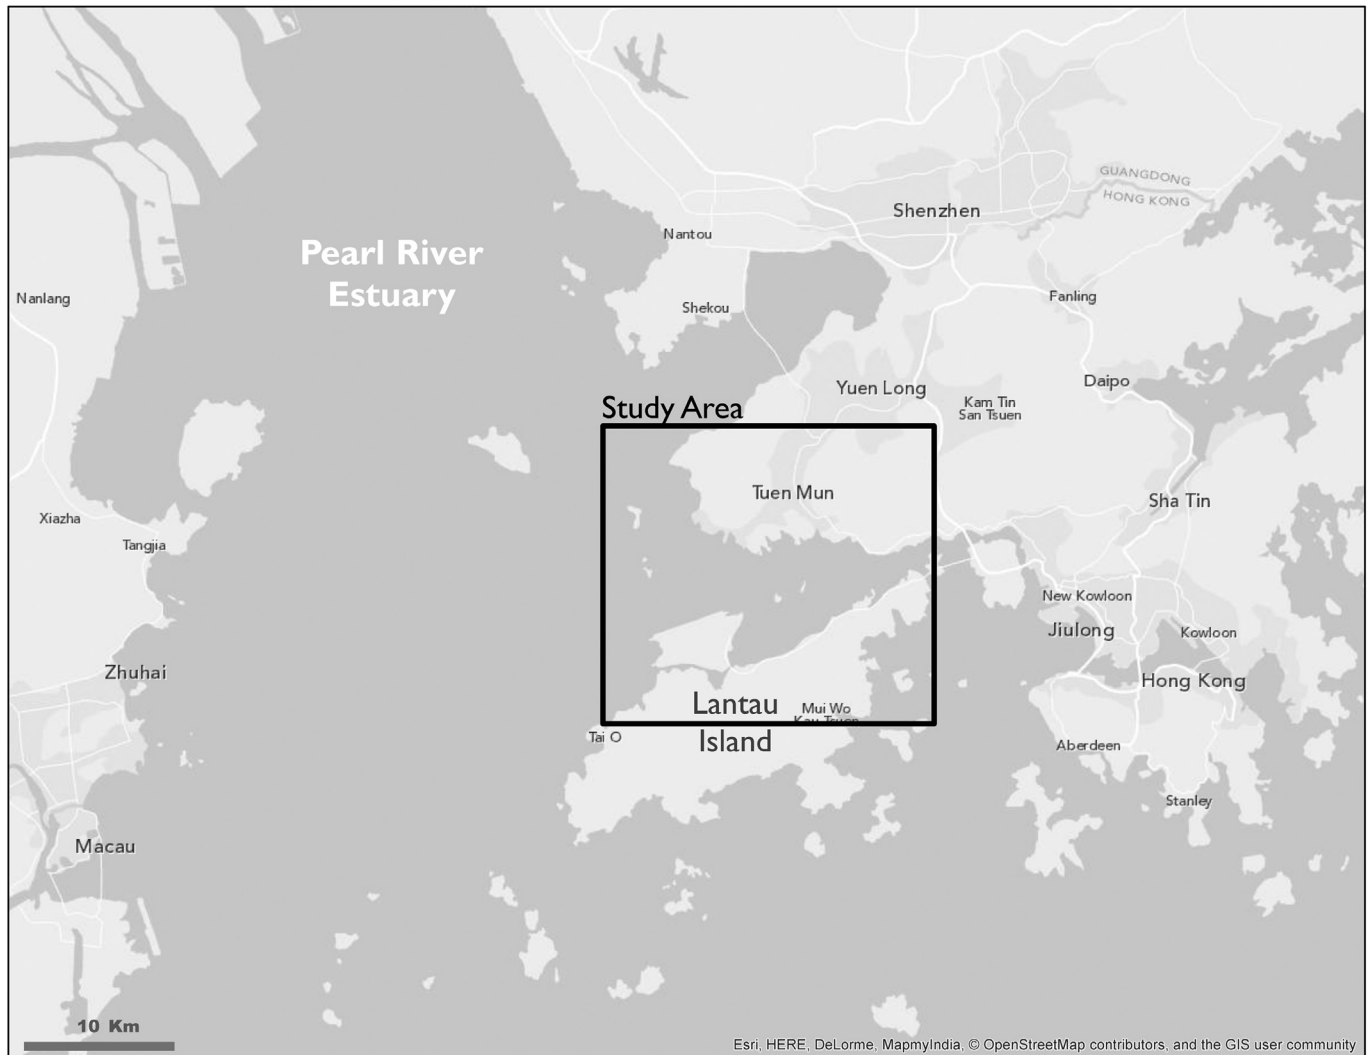 GUANGDONG
HONG KONG
Shenzhen
Nantou
Pearl River
Estuary
Nanlang
Shekou
Fanling
Yuen Long
Daipo
Kam Tin
San Tsuen
Study Area
Tuen Mun
Sha Tin
Xiazha
Tangjia
New Kowloon
Jiulong
Kowloon
Zhuhai
Hong Kong
Lantau
Island
Mui Wo
Kau Tsuen
Tai O
Aberdeen
Stanley
Macau
10 Km
Esri, HERE, DeLorme, MapmyIndia, © OpenStreetMap contributors, and the GIS user community